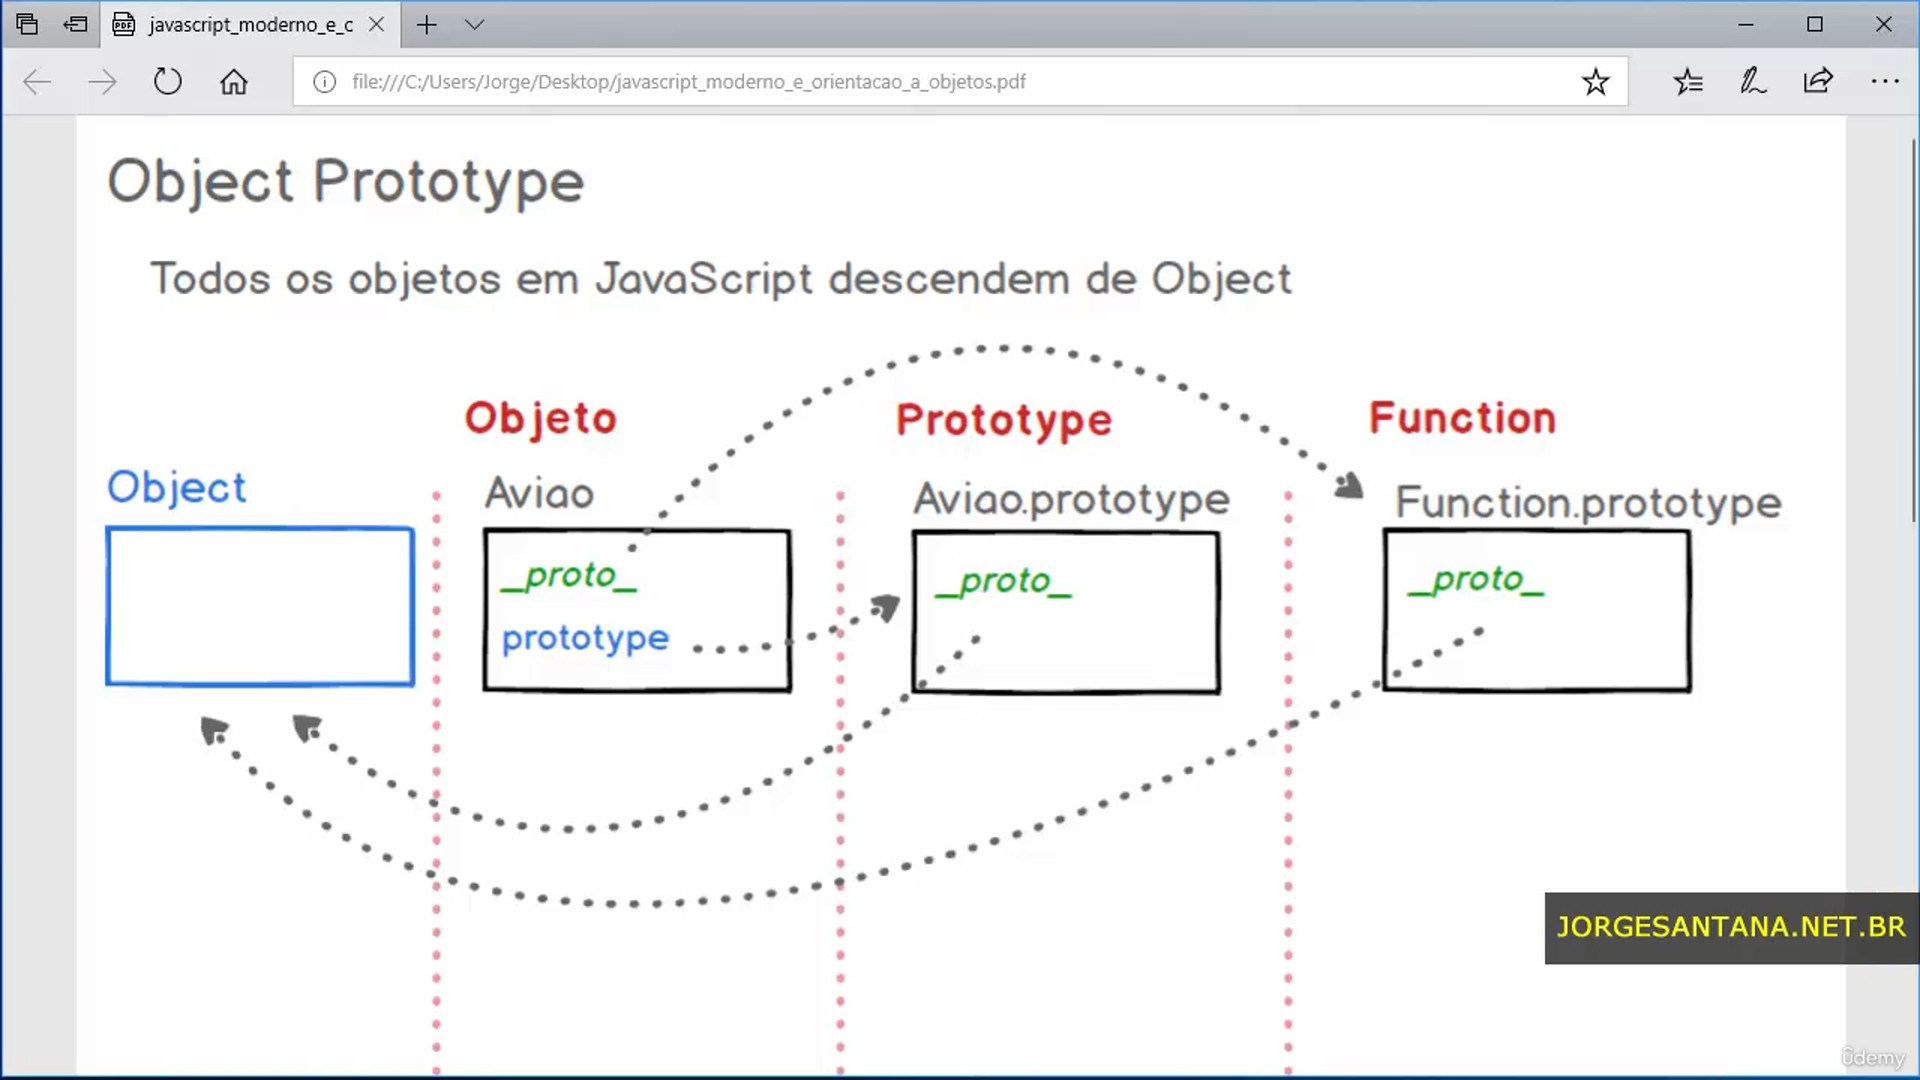 javascript_moderno_e_c
file:///C:/Users/Jorge/Desktop/javascript_moderno_e_orientacao_a_objetos.pdf
Object Prototype
Todos os objetos em JavaScript descendem de Object
Objeto
Prototype
Function
Object
Aviao
Aviao.prototype
Function.prototype
_proto_
_proto_
_proto_
prototype
JORGESANTANA.NET.BR
ûdemy